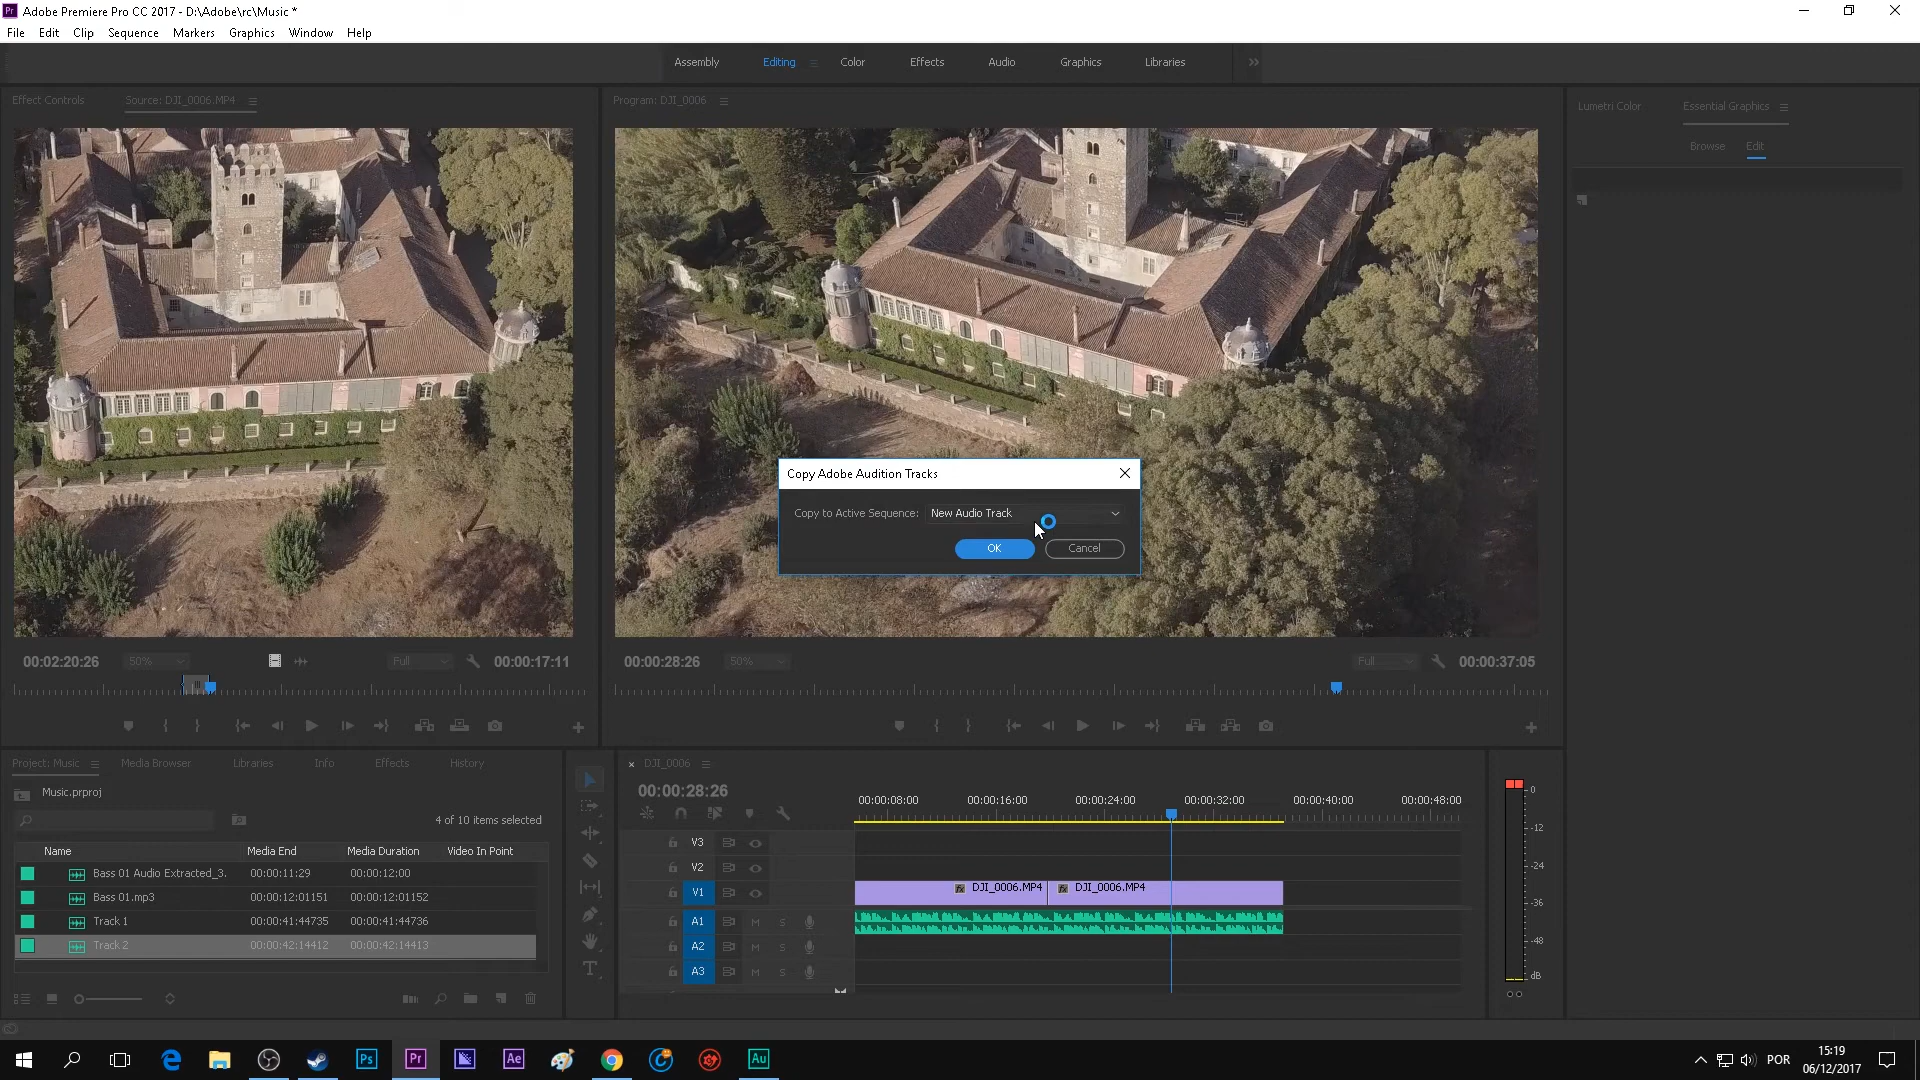 Adobe Premiere Pro CC 2017 - D:\Adobe\rc\Music *
File Edit Clip Sequence Markers Graphics Window Help
Assembly Editing Color Effects Audio Graphics Libraries
Effect Controls Source: DJI_0006.MP4
Program: DJI_0006
Lumetri Color Essential Graphics
Browse Edit
Copy Adobe Audition Tracks
Copy to Active Sequence: New Audio Track
OK Cancel
00:02:20:26 50% Full 00:00:17:11
00:00:28:26 50% Full 00:00:37:05
Project: Music Media Browser Libraries Info Effects History
Music.prproj
4 of 10 items selected
Name Media End Media Duration Video In Point
Bass 01 Audio Extracted_3. 00:00:11:29 00:00:12:00
Bass 01.mp3 00:00:12:01151 00:00:12:01152
Track 1 00:00:41:44735 00:00:41:44736
Track 2 00:00:42:14412 00:00:42:14413
DJI_0006
00:00:28:26
00:00:08:00 00:00:16:00 00:00:24:00 00:00:32:00 00:00:40:00 00:00:48:00
V3
V2
V1 fx DJI_0006.MP4 fx DJI_0006.MP4
A1 M S
A2 M S
A3 M S
0
-12
-24
-36
-48
dB
Ps Pr Ae Au
POR
15:19
06/12/2017